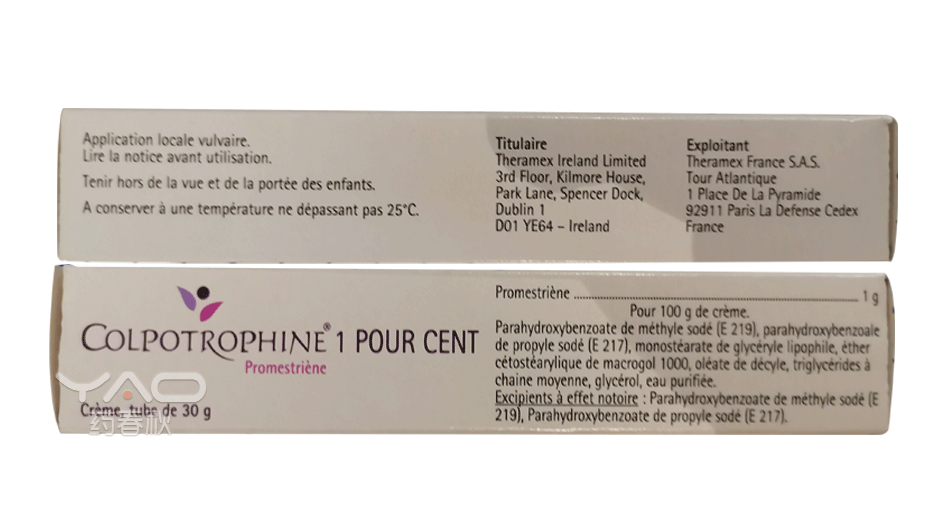 Application locale vulvaire.
Lire la notice avant utilisation.
Tenir hors de la vue et de la portée des enfants.
A conserver à une température ne dépassant pas 25°C.
Titulaire
Theramex Ireland Limited
3rd Floor, Kilmore House,
Park Lane, Spencer Dock,
Dublin 1
D01 YE64 – Ireland
Exploitant
Theramex France S.A.S.
Tour Atlantique
1 Place De La Pyramide
92911 Paris La Defense Cedex
France
COLPOTROPHINE® 1 POUR CENT
Promestriène
YAO
药春秋
Crème, tube de 30 g
Promestriène ........................................................ 1 g
Pour 100 g de crème.
Parahydroxybenzoate de méthyle sodé (E 219), parahydroxybenzoate
de propyle sodé (E 217), monostéarate de glycéryle lipophile, éther
cétostéarylique de macrogol 1000, oléate de décyle, triglycérides à
chaine moyenne, glycérol, eau purifiée.
Excipients à effet notoire : Parahydroxybenzoate de méthyle sodé (E
219), Parahydroxybenzoate de propyle sodé (E 217).